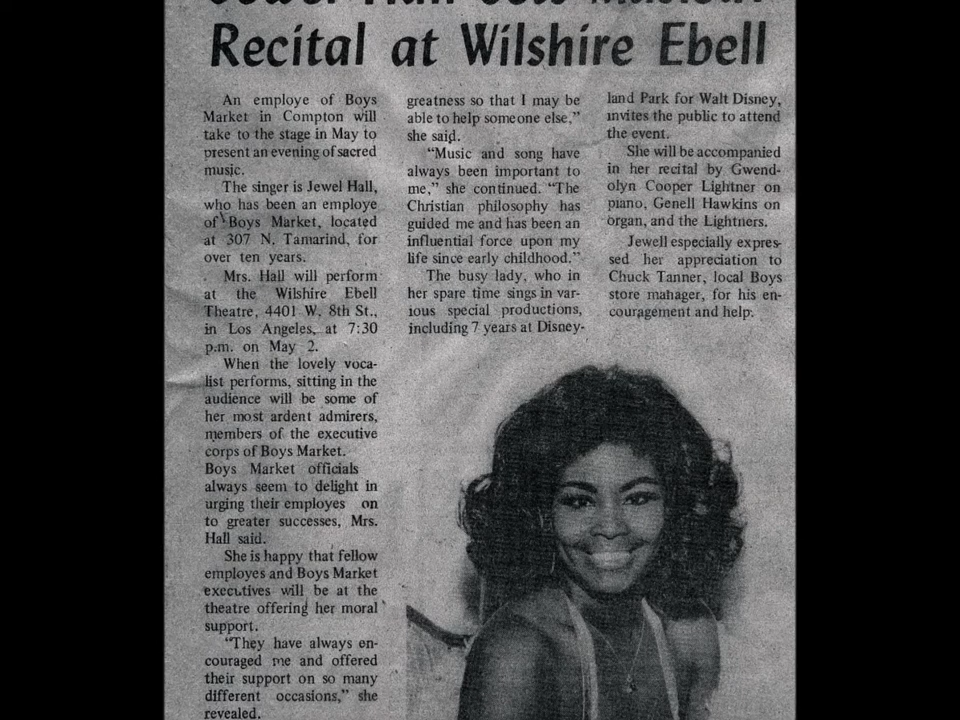 Recital at Wilshire Ebell
An employe of Boys
Market in Compton will
take to the stage in May to
present an evening of sacred
music.
The singer is Jewel Hall,
who has been an employe
of Boys Market, located
at 307 N. Tamarind, for
over ten years.
Mrs. Hall will perform
at the Wilshire Ebell
Theatre, 4401 W. 8th St.,
in Los Angeles, at 7:30
p.m. on May 2.
When the lovely voca-
list performs, sitting in the
audience will be some of
her most ardent admirers,
members of the executive
corps of Boys Market.
Boys Market officials
always seem to delight in
urging their employes on
to greater successes, Mrs.
Hall said.
She is happy that fellow
employes and Boys Market
executives will be at the
theatre offering her moral
support.
"They have always en-
couraged me and offered
their support on so many
different occasions," she
revealed.
greatness so that I may be
able to help someone else,"
she said.
"Music and song have
always been important to
me," she continued. "The
Christian philosophy has
guided me and has been an
influential force upon my
life since early childhood."
The busy lady, who in
her spare time sings in var-
ious special productions,
including 7 years at Disney-
land Park for Walt Disney,
invites the public to attend
the event.
She will be accompanied
in her recital by Gwend-
olyn Cooper Lightner on
piano, Genell Hawkins on
organ, and the Lightners.
Jewell especially expres-
sed her appreciation to
Chuck Tanner, local Boys
store manager, for his en-
couragement and help.